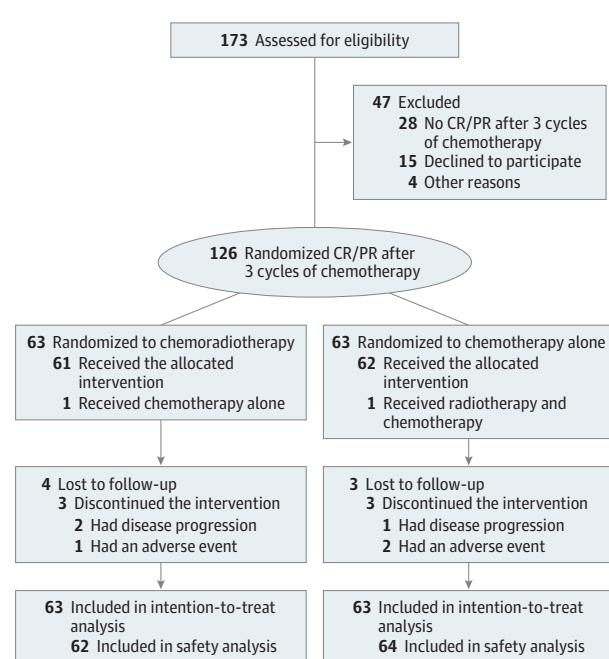 173 Assessed for eligibility
47 Excluded
28 No CR/PR after 3 cycles
of chemotherapy
15 Declined to participate
4 Other reasons
126 Randomized CR/PR after
3 cycles of chemotherapy
63 Randomized to chemoradiotherapy
61 Received the allocated
intervention
1 Received chemotherapy alone
63 Randomized to chemotherapy alone
62 Received the allocated
intervention
1 Received radiotherapy and
chemotherapy
4 Lost to follow-up
3 Discontinued the intervention
2 Had disease progression
1 Had an adverse event
3 Lost to follow-up
3 Discontinued the intervention
1 Had disease progression
2 Had an adverse event
63 Included in intention-to-treat
analysis
62 Included in safety analysis
63 Included in intention-to-treat
analysis
64 Included in safety analysis